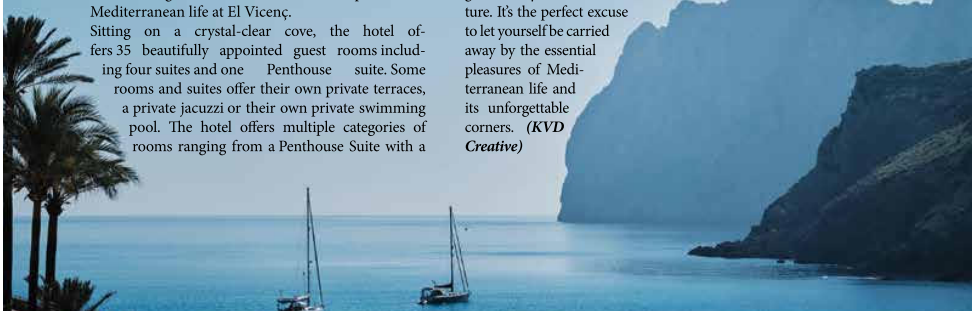 Mediterranean life at El Vicenç.
Sitting on a crystal-clear cove, the hotel of-
fers 35 beautifully appointed guest rooms includ-
ing four suites and one Penthouse suite. Some
rooms and suites offer their own private terraces,
a private jacuzzi or their own private swimming
pool. The hotel offers multiple categories of
rooms ranging from a Penthouse Suite with a
ture. It's the perfect excuse
to let yourself be carried
away by the essential
pleasures of Medi-
terranean life and
its unforgettable
corners. (KVD
Creative)